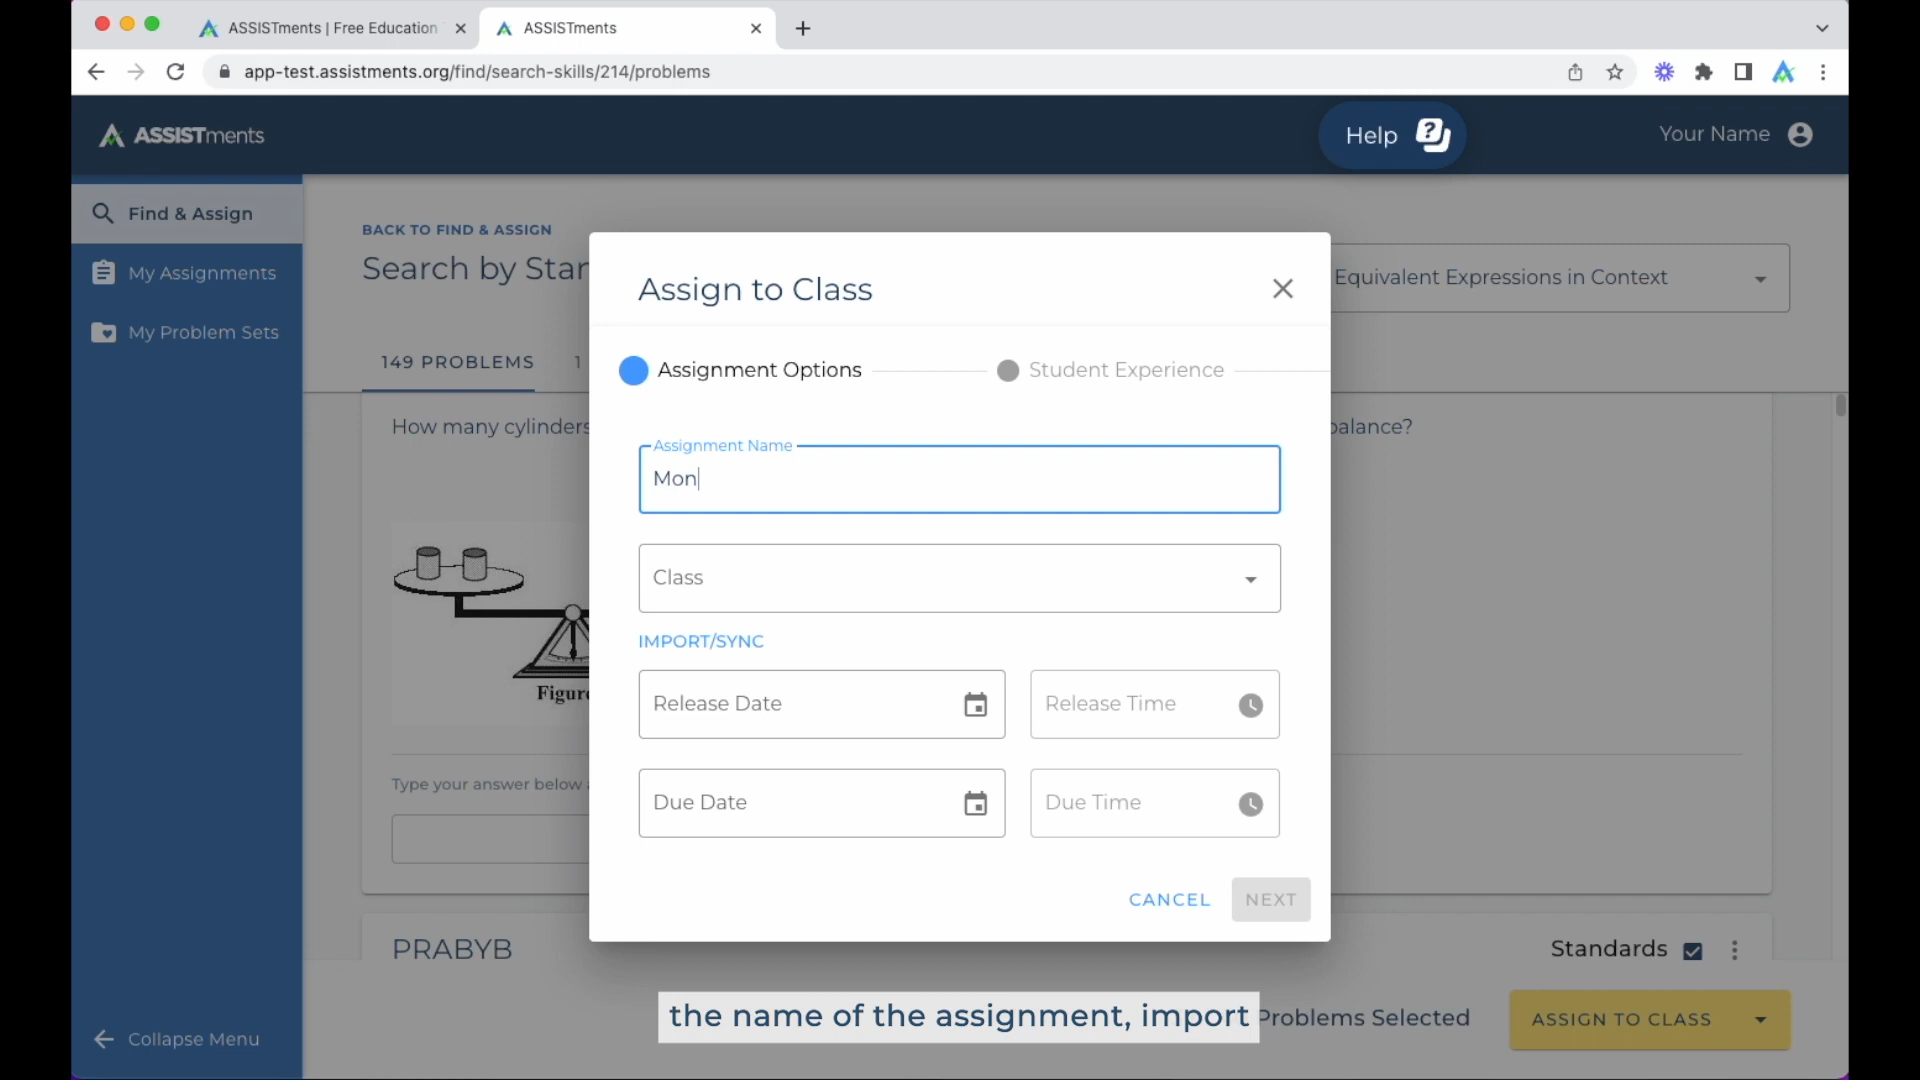 ASSISTments | Free Education
ASSISTments
app-test.assistments.org/find/search-skills/214/problems
ASSISTments
Help
Your Name
Find & Assign
My Assignments
My Problem Sets
Collapse Menu
BACK TO FIND & ASSIGN
Search by Stan
Equivalent Expressions in Context
149 PROBLEMS
1
How many cylinders
balance?
Figure
Type your answer below
Assign to Class
Assignment Options
Student Experience
Assignment Name
Mon
Class
IMPORT/SYNC
Release Date
Release Time
Due Date
Due Time
CANCEL
NEXT
PRABYB
Standards
the name of the assignment, import
Problems Selected
ASSIGN TO CLASS